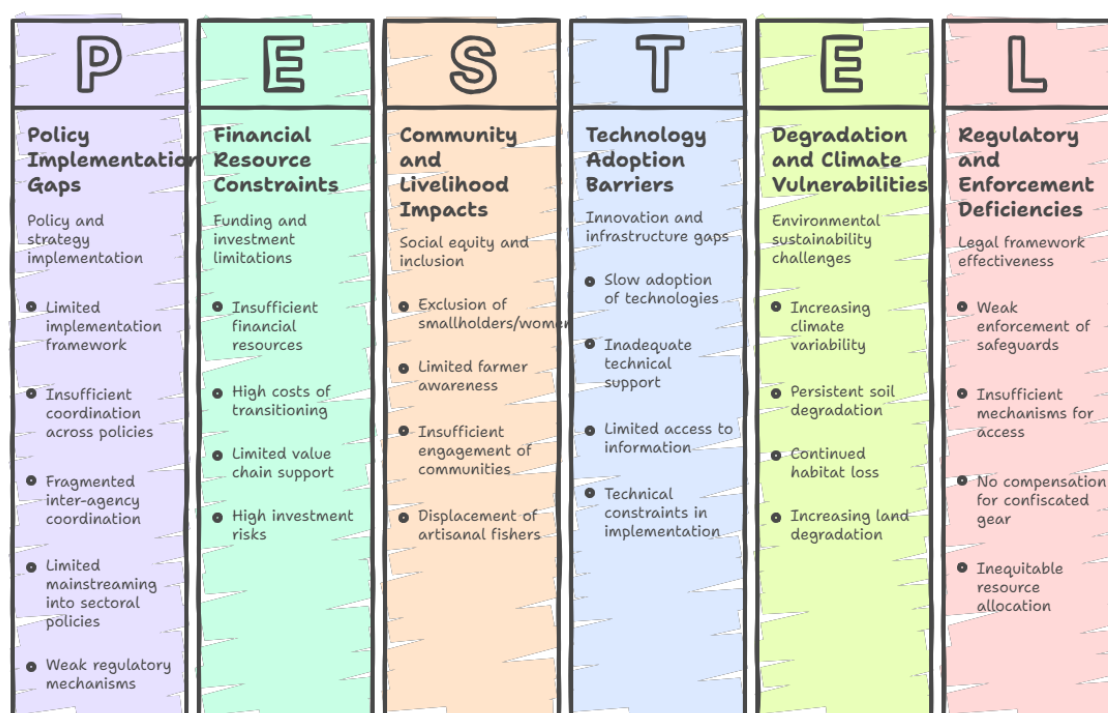 P
Policy
Implementation
Gaps
Policy and
strategy
implementation
Limited
implementation
framework
Insufficient
coordination
across policies
Fragmented
inter-agency
coordination
Limited
mainstreaming
into sectoral
policies
Weak regulatory
mechanisms
E
Financial
Resource
Constraints
Funding and
investment
limitations
Insufficient
financial
resources
High costs of
transitioning
Limited value
chain support
High investment
risks
S
Community
and
Livelihood
Impacts
Social equity and
inclusion
Exclusion of
smallholders/women
Limited farmer
awareness
Insufficient
engagement of
communities
Displacement of
artisanal fishers
T
Technology
Adoption
Barriers
Innovation and
infrastructure gaps
Slow adoption
of technologies
Inadequate
technical
support
Limited access to
information
Technical
constraints in
implementation
E
Degradation
and Climate
Vulnerabilities
Environmental
sustainability
challenges
Increasing
climate
variability
Persistent soil
degradation
Continued
habitat loss
Increasing land
degradation
L
Regulatory
and
Enforcement
Deficiencies
Legal framework
effectiveness
Weak
enforcement of
safeguards
Insufficient
mechanisms for
access
No compensation
for confiscated
gear
Inequitable
resource
allocation